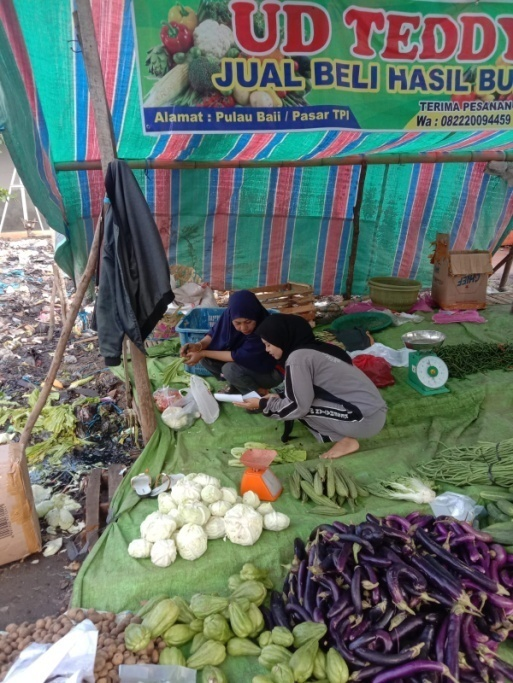 UD TEDDY
JUAL BELI HASIL BU
TERIMA PESANAN
Alamat : Pulau Baii / Pasar TPI
Wa : 082220094459